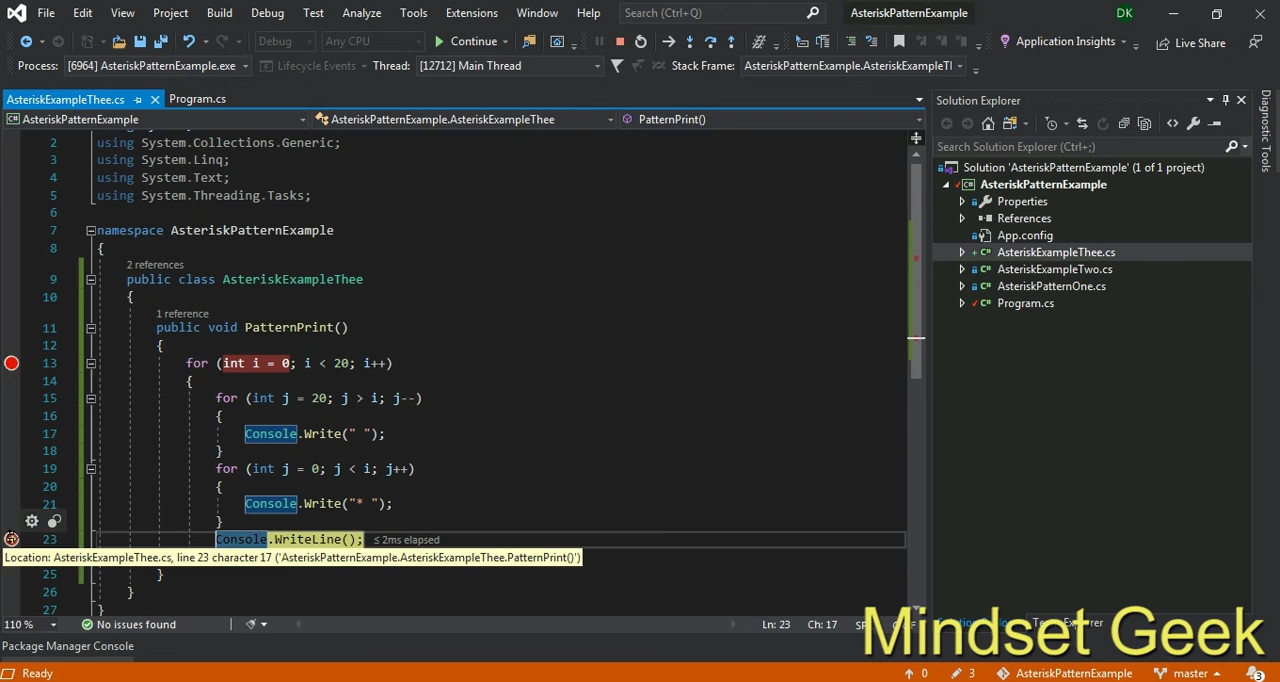 File Edit View Project Build Debug Test Analyze Tools Extensions Window Help Search (Ctrl+Q) AsteriskPatternExample DK
Debug Any CPU Continue Application Insights Live Share
Process: [6964] AsteriskPatternExample.exe Lifecycle Events Thread: [12712] Main Thread Stack Frame: AsteriskPatternExample.AsteriskExampleTl
AsteriskExampleThee.cs Program.cs
AsteriskPatternExample AsteriskPatternExample.AsteriskExampleThee PatternPrint()
2 using System.Collections.Generic;
3 using System.Linq;
4 using System.Text;
5 using System.Threading.Tasks;
6
7 namespace AsteriskPatternExample
8 {
2 references
9 public class AsteriskExampleThee
10 {
1 reference
11 public void PatternPrint()
12 {
13 for (int i = 0; i < 20; i++)
14 {
15 for (int j = 20; j > i; j--)
16 {
17 Console.Write(" ");
18 }
19 for (int j = 0; j < i; j++)
20 {
21 Console.Write("* ");
}
23 Console.WriteLine(); ≤ 2ms elapsed
Location: AsteriskExampleThee.cs, line 23 character 17 ('AsteriskPatternExample.AsteriskExampleThee.PatternPrint()')
25 }
26 }
27 }
110 % No issues found Ln: 23 Ch: 17
Package Manager Console
Ready 0 3 AsteriskPatternExample master 3
Solution Explorer
Search Solution Explorer (Ctrl+;)
Solution 'AsteriskPatternExample' (1 of 1 project)
AsteriskPatternExample
Properties
References
App.config
AsteriskExampleThee.cs
AsteriskExampleTwo.cs
AsteriskPatternOne.cs
Program.cs
Diagnostic Tools
Mindset Geek